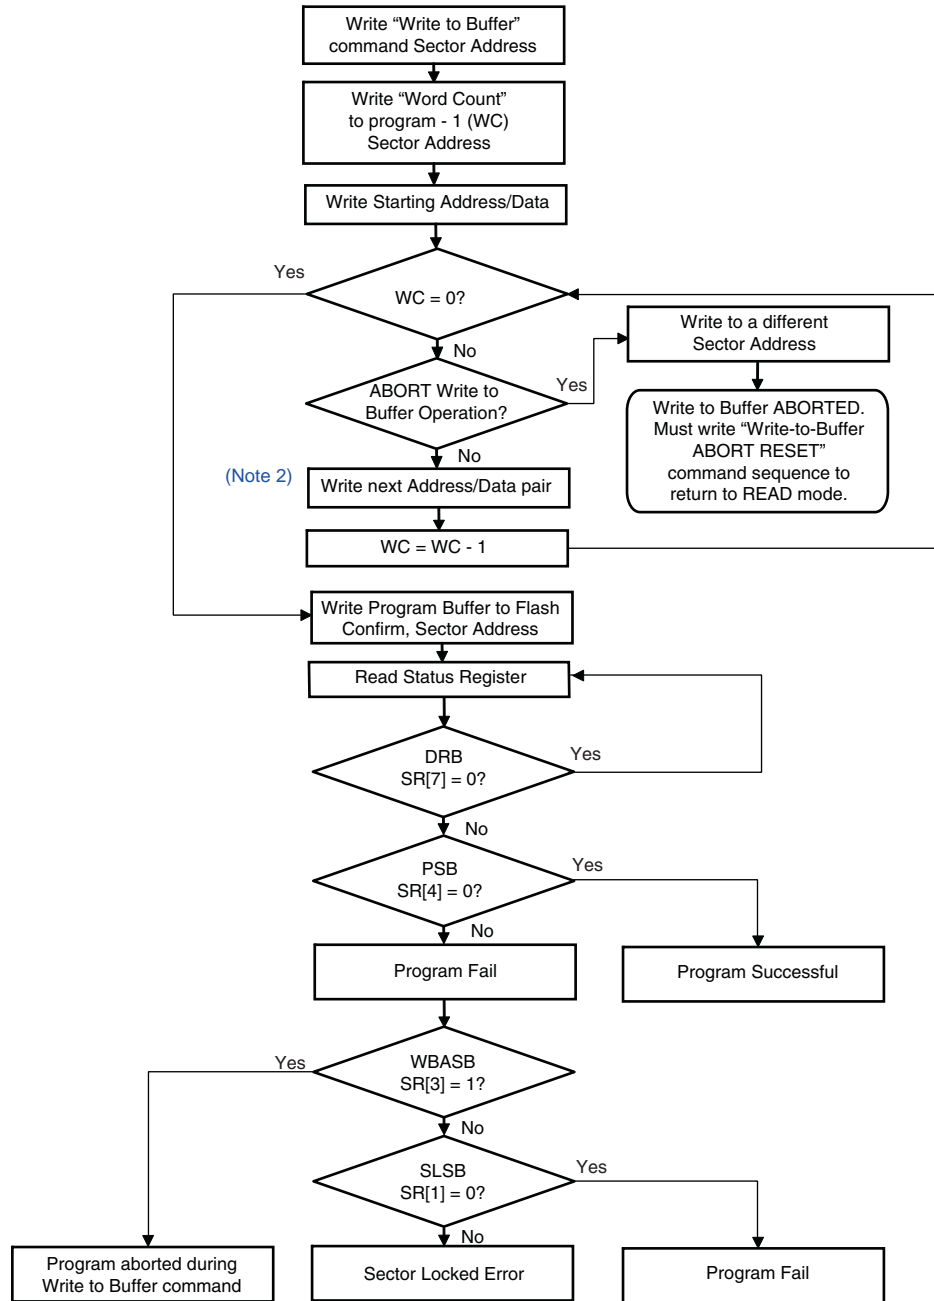 Write “Write to Buffer”
command Sector Address
Write “Word Count”
to program - 1 (WC)
Sector Address
Write Starting Address/Data
Yes
WC = 0?
No
Write to a different
Sector Address
ABORT Write to
Buffer Operation?
Yes
Write to Buffer ABORTED.
Must write “Write-to-Buffer
ABORT RESET”
command sequence to
return to READ mode.
No
(Note 2)
Write next Address/Data pair
WC = WC - 1
Write Program Buffer to Flash
Confirm, Sector Address
Read Status Register
DRB
SR[7] = 0?
Yes
No
PSB
SR[4] = 0?
Yes
No
Program Fail
Program Successful
Yes
WBASB
SR[3] = 1?
No
SLSB
SR[1] = 0?
Yes
No
Program aborted during
Write to Buffer command
Sector Locked Error
Program Fail